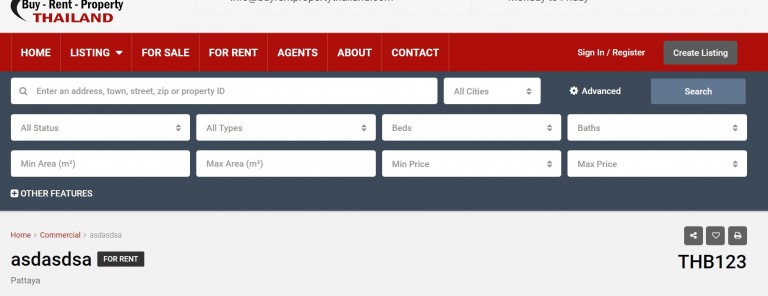 Buy - Rent - Property
THAILAND
HOME LISTING FOR SALE FOR RENT AGENTS ABOUT CONTACT Sign In / Register Create Listing
Enter an address, town, street, zip or property ID All Cities Advanced Search
All Status All Types Beds Baths
Min Area (m²) Max Area (m²) Min Price Max Price
OTHER FEATURES
Home > Commercial > asdasdsa
asdasdsa FOR RENT THB123
Pattaya